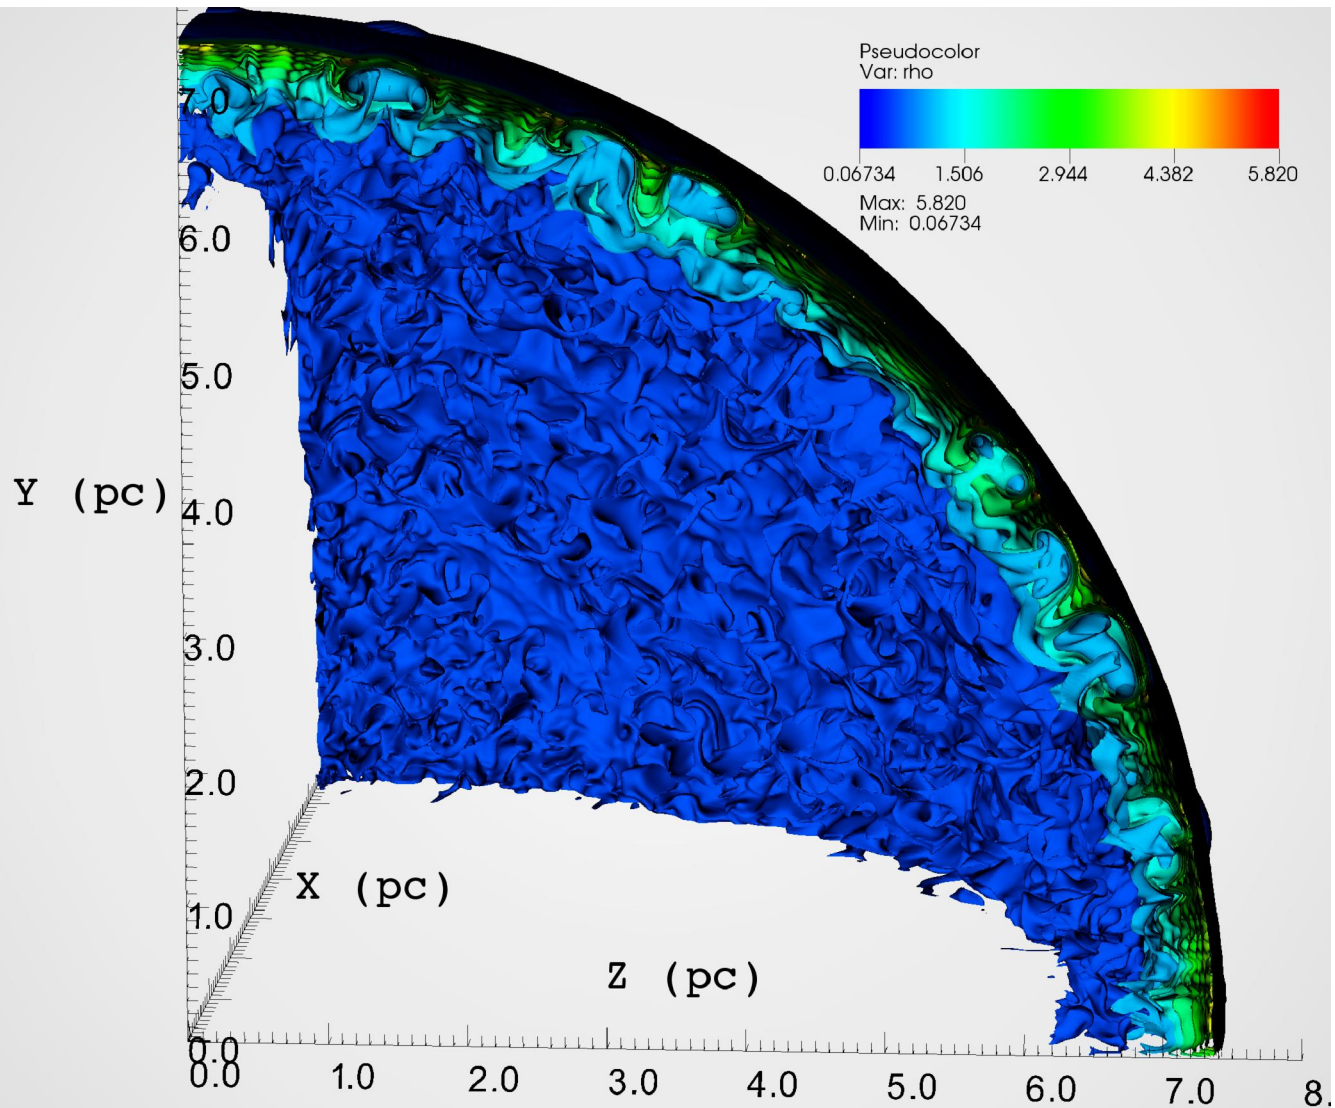 Pseudocolor
Var: rho
0.06734 1.506 2.944 4.382 5.820
Max: 5.820
Min: 0.06734
7.0
6.0
5.0
Y (pc)
4.0
3.0
2.0
X (pc)
1.0
Z (pc)
0.0
0.0 1.0 2.0 3.0 4.0 5.0 6.0 7.0 8.